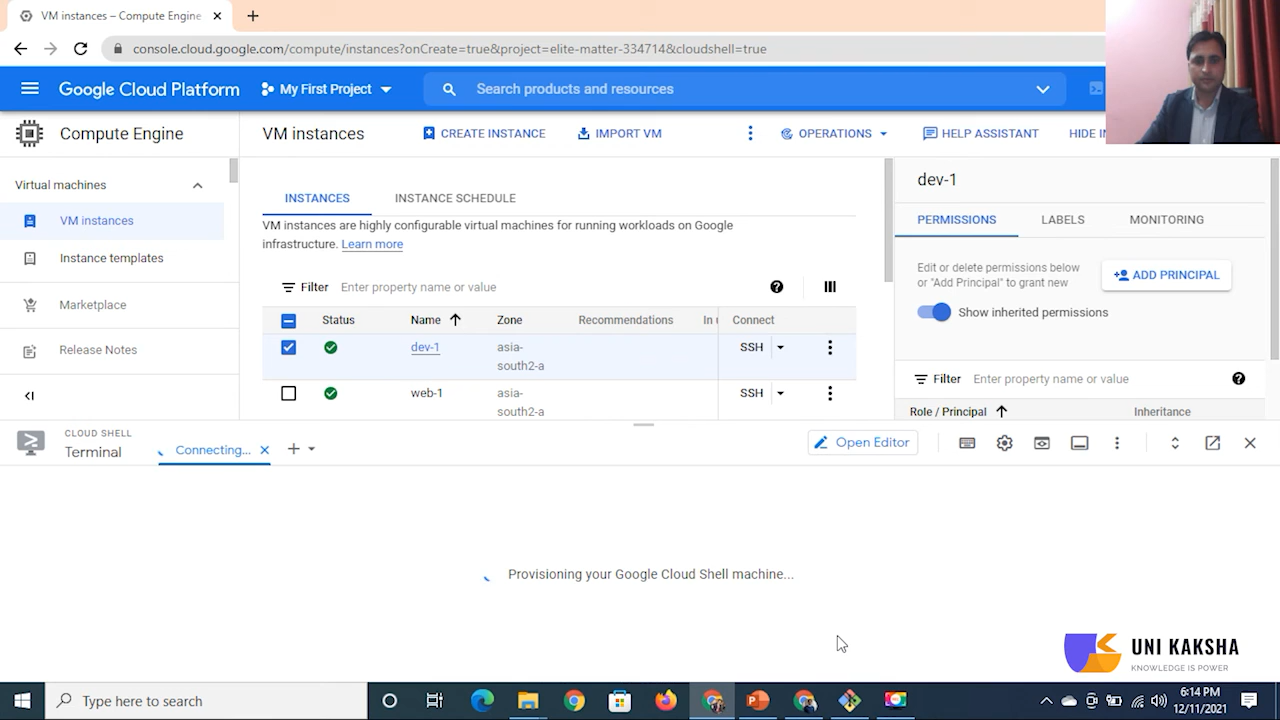 VM instances – Compute Engine
console.cloud.google.com/compute/instances?onCreate=true&project=elite-matter-334714&cloudshell=true
Google Cloud Platform
My First Project
Search products and resources
Compute Engine
VM instances
CREATE INSTANCE
IMPORT VM
OPERATIONS
HELP ASSISTANT
HIDE IN
Virtual machines
VM instances
Instance templates
Marketplace
Release Notes
INSTANCES
INSTANCE SCHEDULE
VM instances are highly configurable virtual machines for running workloads on Google
infrastructure. Learn more
Filter Enter property name or value
Status Name Zone Recommendations In u Connect
dev-1 asia-
south2-a
SSH
web-1 asia-
south2-a
SSH
dev-1
PERMISSIONS LABELS MONITORING
Edit or delete permissions below
or "Add Principal" to grant new
ADD PRINCIPAL
Show inherited permissions
Filter Enter property name or value
Role / Principal Inheritance
CLOUD SHELL
Terminal
Connecting...
Open Editor
Provisioning your Google Cloud Shell machine...
UNI KAKSHA
KNOWLEDGE IS POWER
Type here to search
6:14 PM
12/11/2021